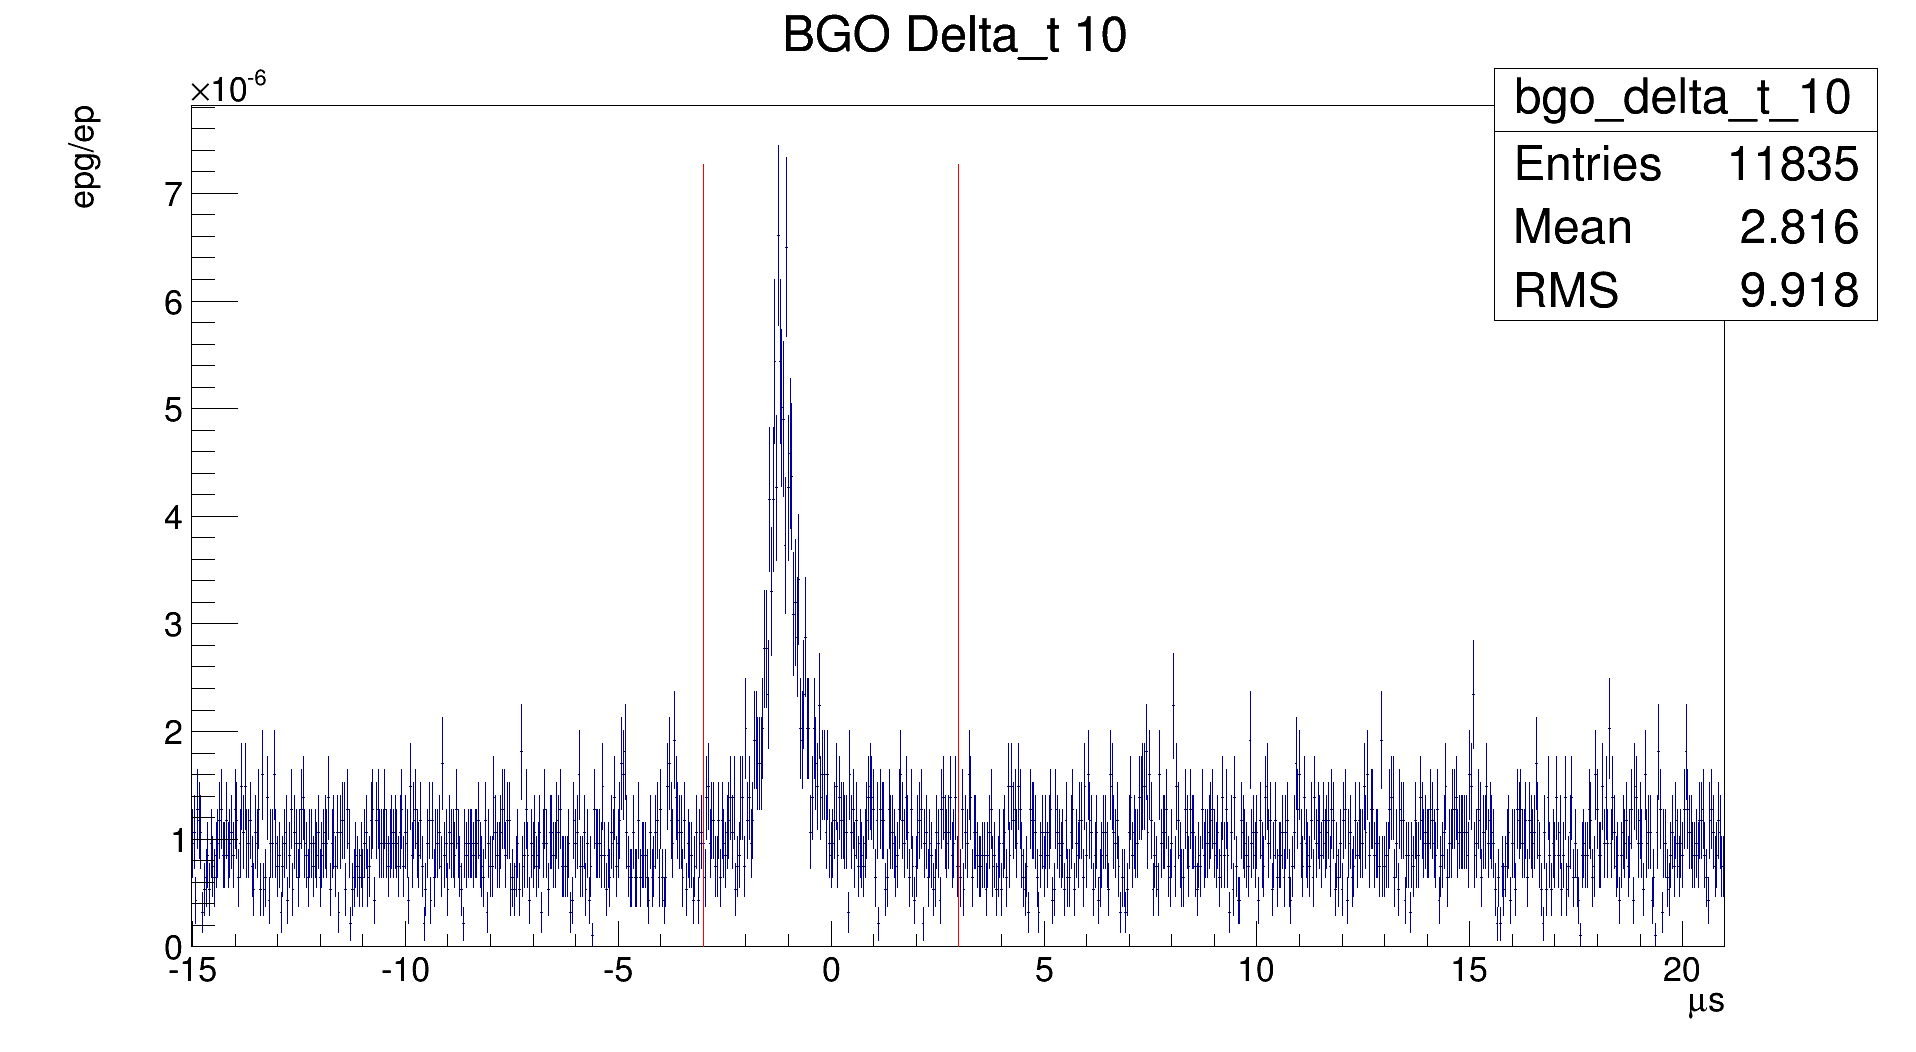 BGO Delta_t 10
×10-6
epg/ep
bgo_delta_t_10
Entries 11835
Mean 2.816
RMS 9.918
7
6
5
4
3
2
1
0
-15 -10 -5 0 5 10 15 20
μs